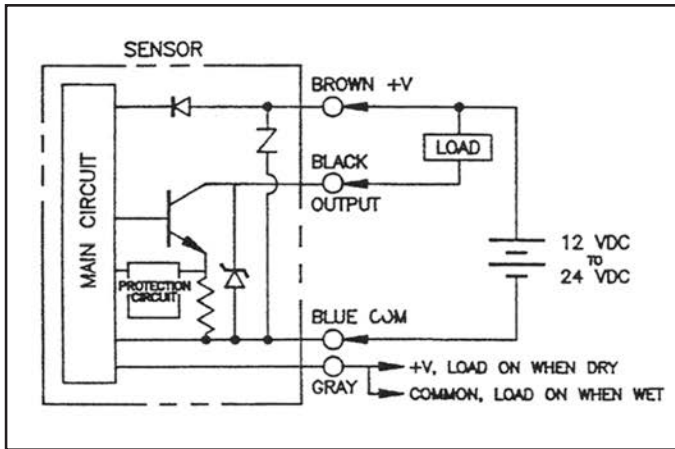 SENSOR
BROWN +V
LOAD
BLACK
OUTPUT
MAIN CIRCUIT
PROTECTION
CIRCUIT
12 VDC
TO
24 VDC
BLUE COM
GRAY
+V, LOAD ON WHEN DRY
COMMON, LOAD ON WHEN WET